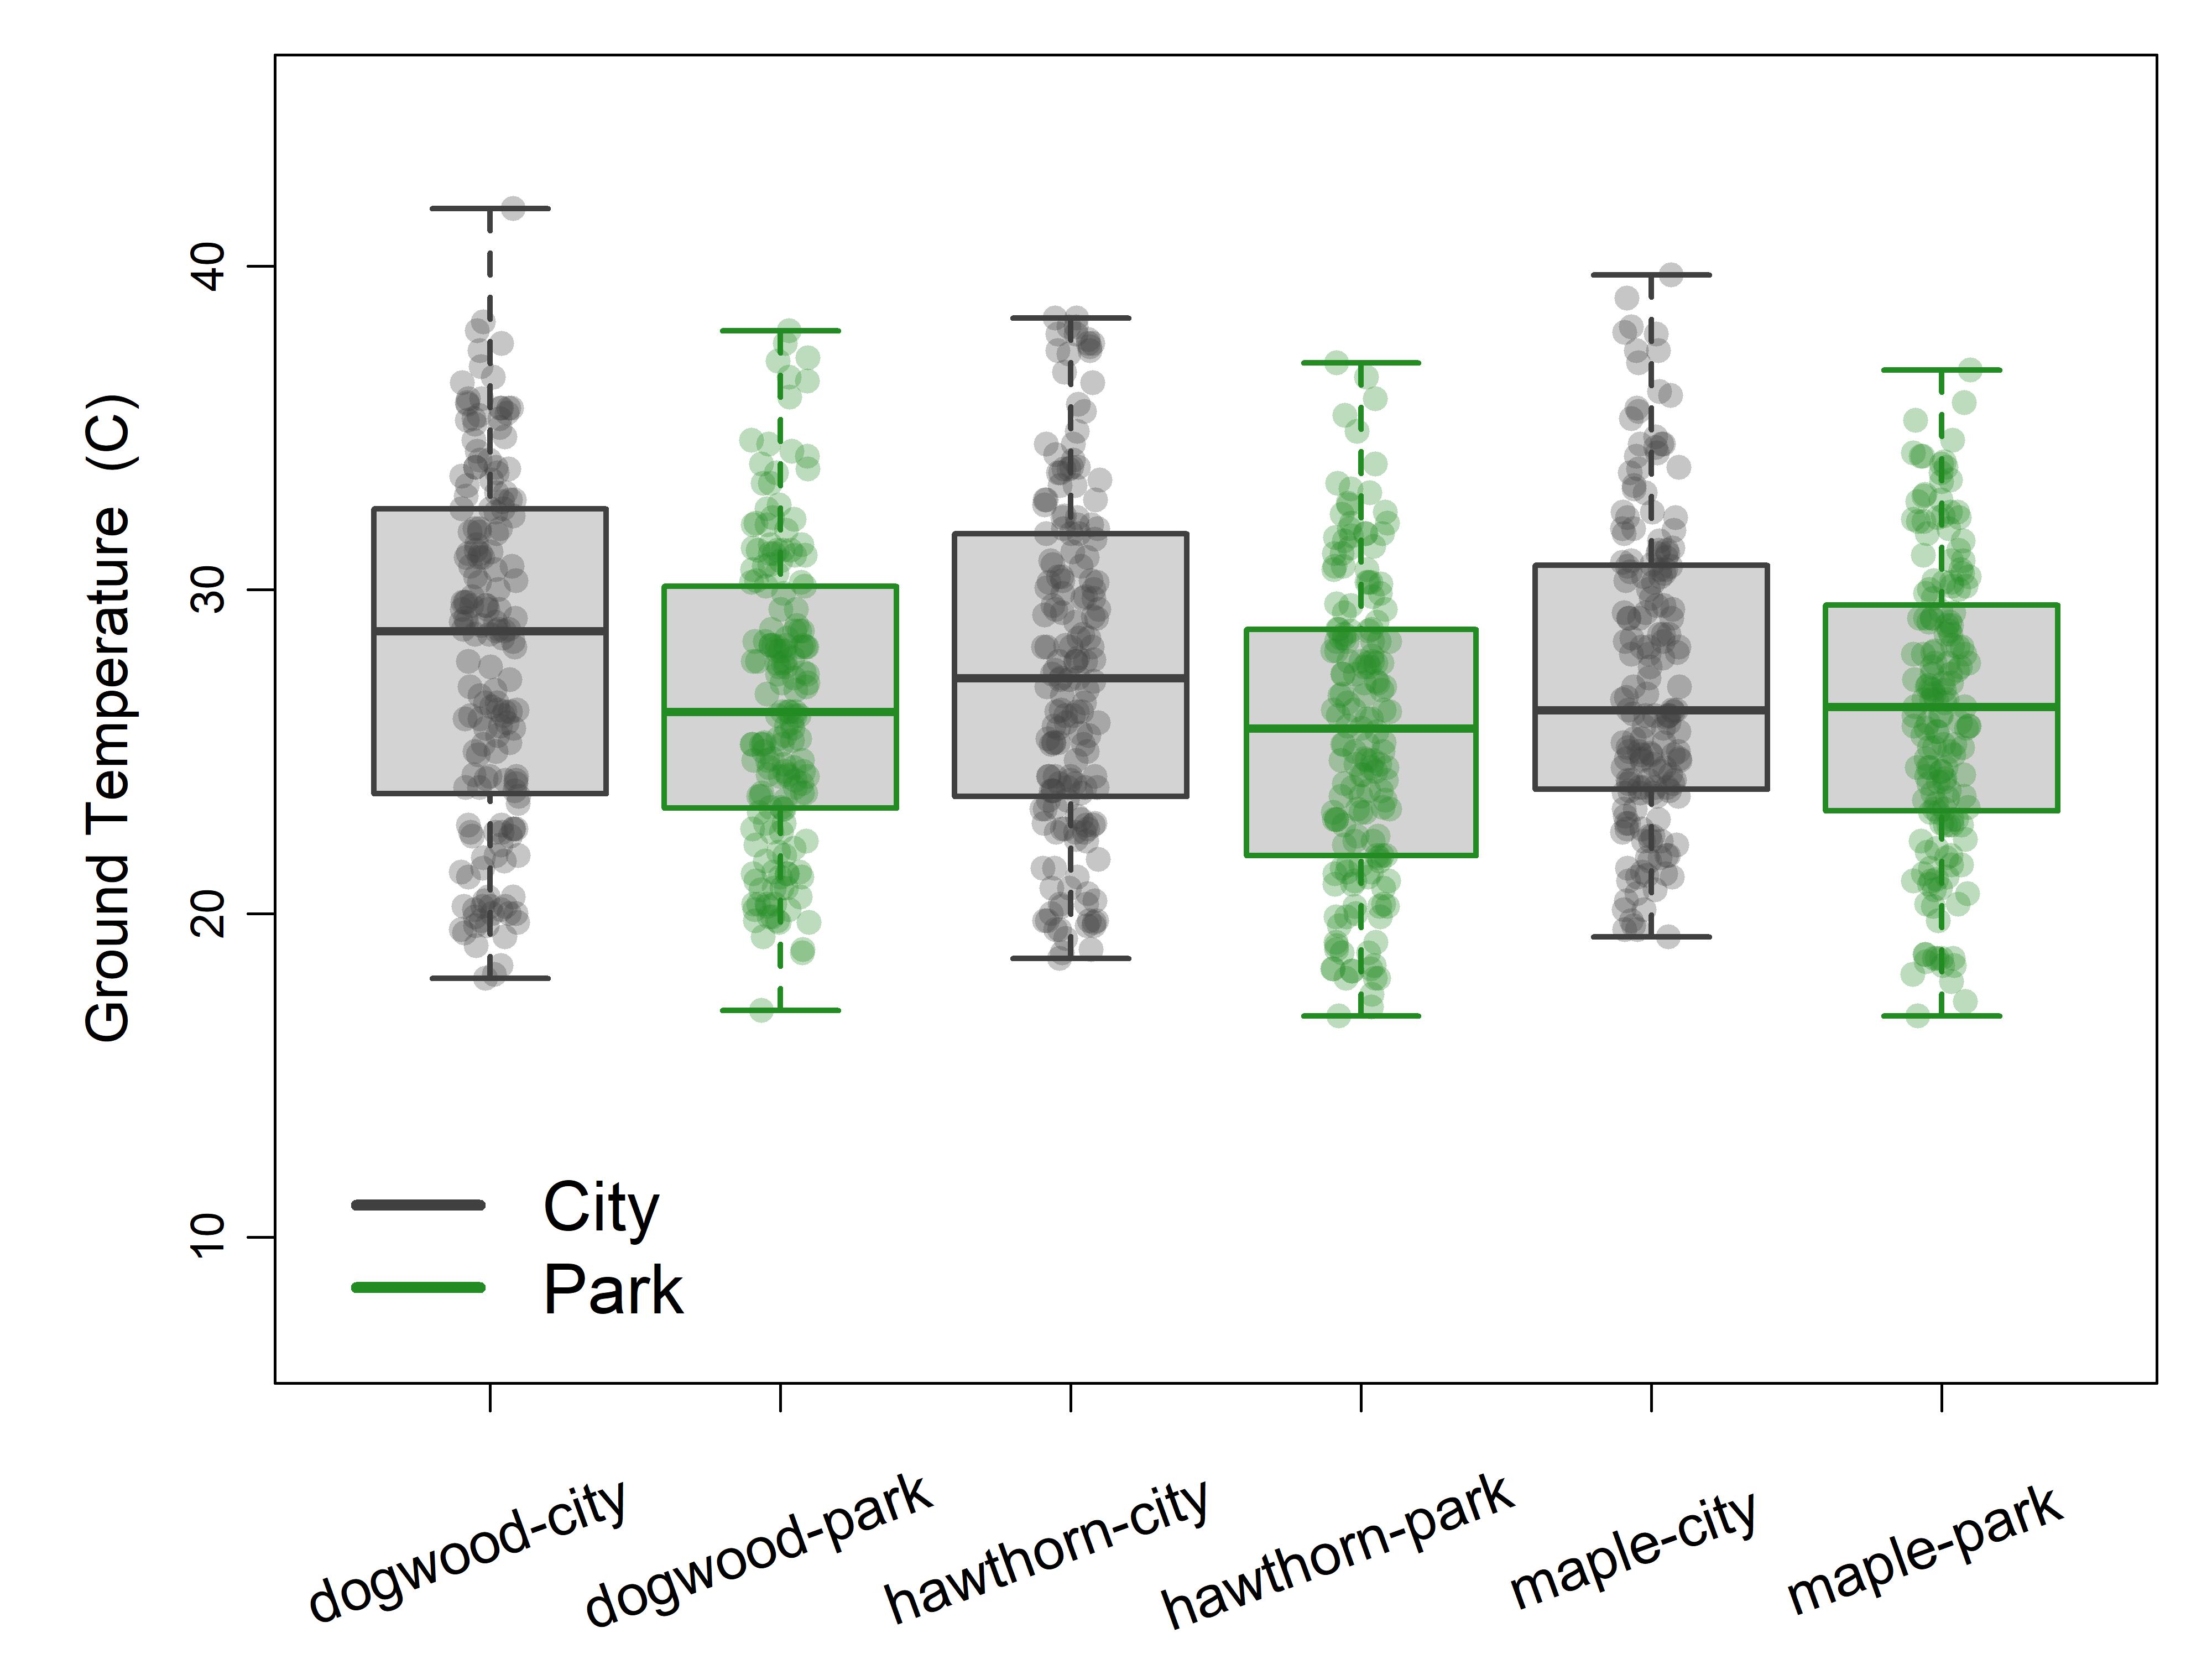 Ground Temperature (C)
40
30
20
10
City
Park
dogwood-city
dogwood-park
hawthorn-city
hawthorn-park
maple-city
maple-park